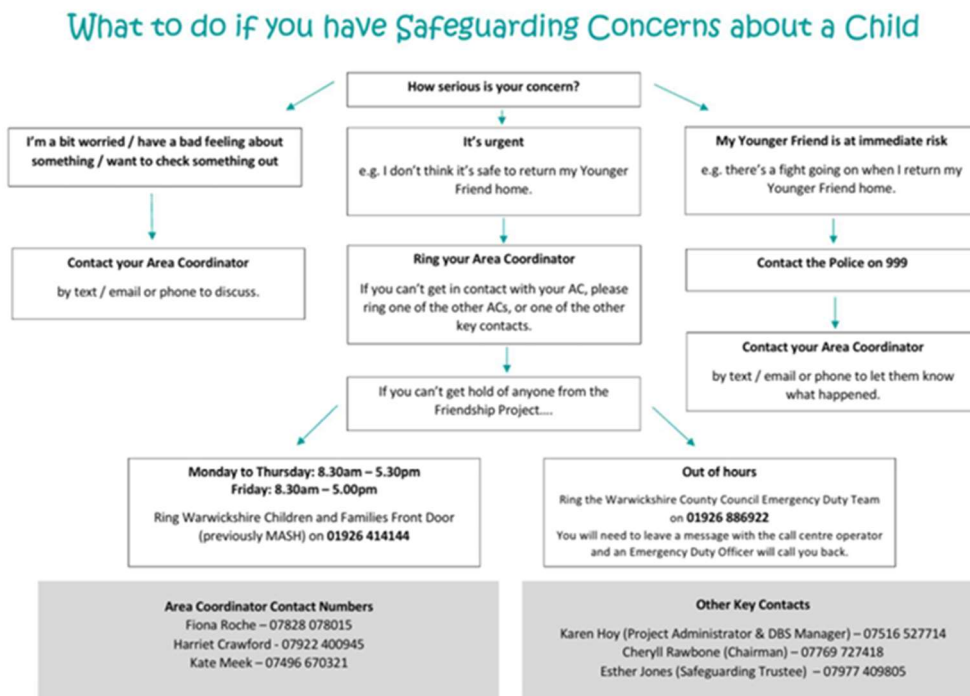 What to do if you have Safeguarding Concerns about a Child
How serious is your concern?
I'm a bit worried / have a bad feeling about
something / want to check something out
It's urgent
e.g. I don't think it's safe to return my Younger
Friend home.
My Younger Friend is at immediate risk
e.g. there's a fight going on when I return my
Younger Friend home.
Contact your Area Coordinator
by text / email or phone to discuss.
Ring your Area Coordinator
If you can't get in contact with your AC, please
ring one of the other ACs, or one of the other
key contacts.
Contact the Police on 999
Contact your Area Coordinator
by text / email or phone to let them know
what happened.
If you can't get hold of anyone from the
Friendship Project....
Monday to Thursday: 8.30am – 5.30pm
Friday: 8.30am – 5.00pm
Ring Warwickshire Children and Families Front Door
(previously MASH) on 01926 414144
Out of hours
Ring the Warwickshire County Council Emergency Duty Team
on 01926 886922
You will need to leave a message with the call centre operator
and an Emergency Duty Officer will call you back.
Area Coordinator Contact Numbers
Fiona Roche – 07828 078015
Harriet Crawford - 07922 400945
Kate Meek – 07496 670321
Other Key Contacts
Karen Hoy (Project Administrator & DBS Manager) – 07516 527714
Cheryll Rawbone (Chairman) – 07769 727418
Esther Jones (Safeguarding Trustee) – 07977 409805